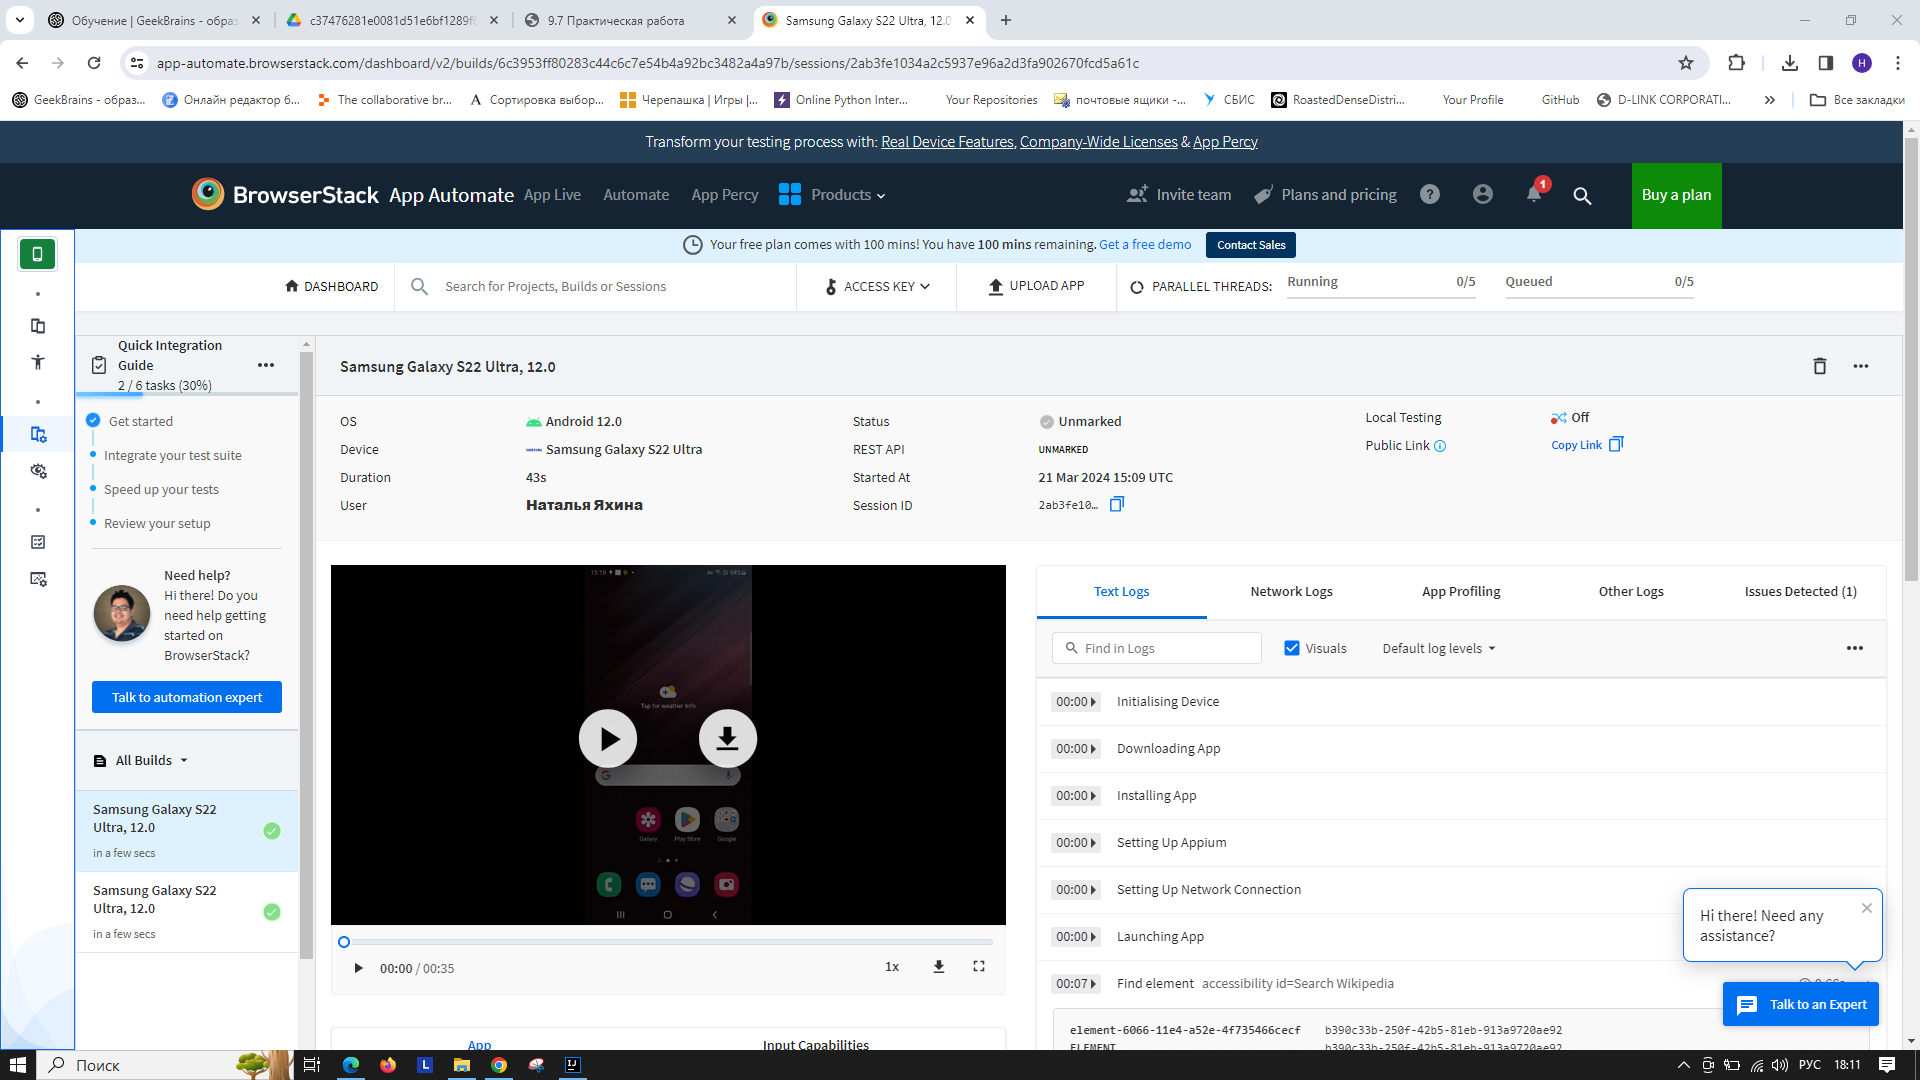 Обучение | GeekBrains - образ
c37476281e0081d51e6bf1289f
9.7 Практическая работа
Samsung Galaxy S22 Ultra, 12.0
app-automate.browserstack.com/dashboard/v2/builds/6c3953ff80283c44c6c7e54b4a92bc3482a4a97b/sessions/2ab3fe1034a2c5937e96a2d3fa902670fcd5a61c
H
GeekBrains - образ...
Онлайн редактор б...
The collaborative br...
Сортировка выбор...
Черепашка | Игры |...
Online Python Inter...
Your Repositories
почтовые ящики -...
СБИС
RoastedDenseDistri...
Your Profile
GitHub
D-LINK CORPORATI...
Все закладки
Transform your testing process with: Real Device Features, Company-Wide Licenses & App Percy
BrowserStack App Automate
App Live
Automate
App Percy
Products
Invite team
Plans and pricing
1
Buy a plan
Your free plan comes with 100 mins! You have 100 mins remaining. Get a free demo
Contact Sales
DASHBOARD
Search for Projects, Builds or Sessions
ACCESS KEY
UPLOAD APP
PARALLEL THREADS:
Running 0/5
Queued 0/5
Quick Integration
Guide
2 / 6 tasks (30%)
Get started
Integrate your test suite
Speed up your tests
Review your setup
Need help?
Hi there! Do you
need help getting
started on
BrowserStack?
Talk to automation expert
All Builds
Samsung Galaxy S22
Ultra, 12.0
in a few secs
Samsung Galaxy S22
Ultra, 12.0
in a few secs
Samsung Galaxy S22 Ultra, 12.0
OS Android 12.0
Device Samsung Galaxy S22 Ultra
Duration 43s
User Наталья Яхина
Status Unmarked
REST API UNMARKED
Started At 21 Mar 2024 15:09 UTC
Session ID 2ab3fe10…
Local Testing Off
Public Link Copy Link
15:10
94%
Tap for weather info
Gallery
Play Store
Google
00:00 / 00:35
1x
App
Input Capabilities
Text Logs
Network Logs
App Profiling
Other Logs
Issues Detected (1)
Find in Logs
Visuals
Default log levels
00:00 Initialising Device
00:00 Downloading App
00:00 Installing App
00:00 Setting Up Appium
00:00 Setting Up Network Connection
00:00 Launching App
00:07 Find element accessibility id=Search Wikipedia
element-6066-11e4-a52e-4f735466cecf b390c33b-250f-42b5-81eb-913a9720ae92
ELEMENT b390c33b-250f-42b5-81eb-913a9720ae92
Hi there! Need any
assistance?
Talk to an Expert
Поиск
РУС
18:11